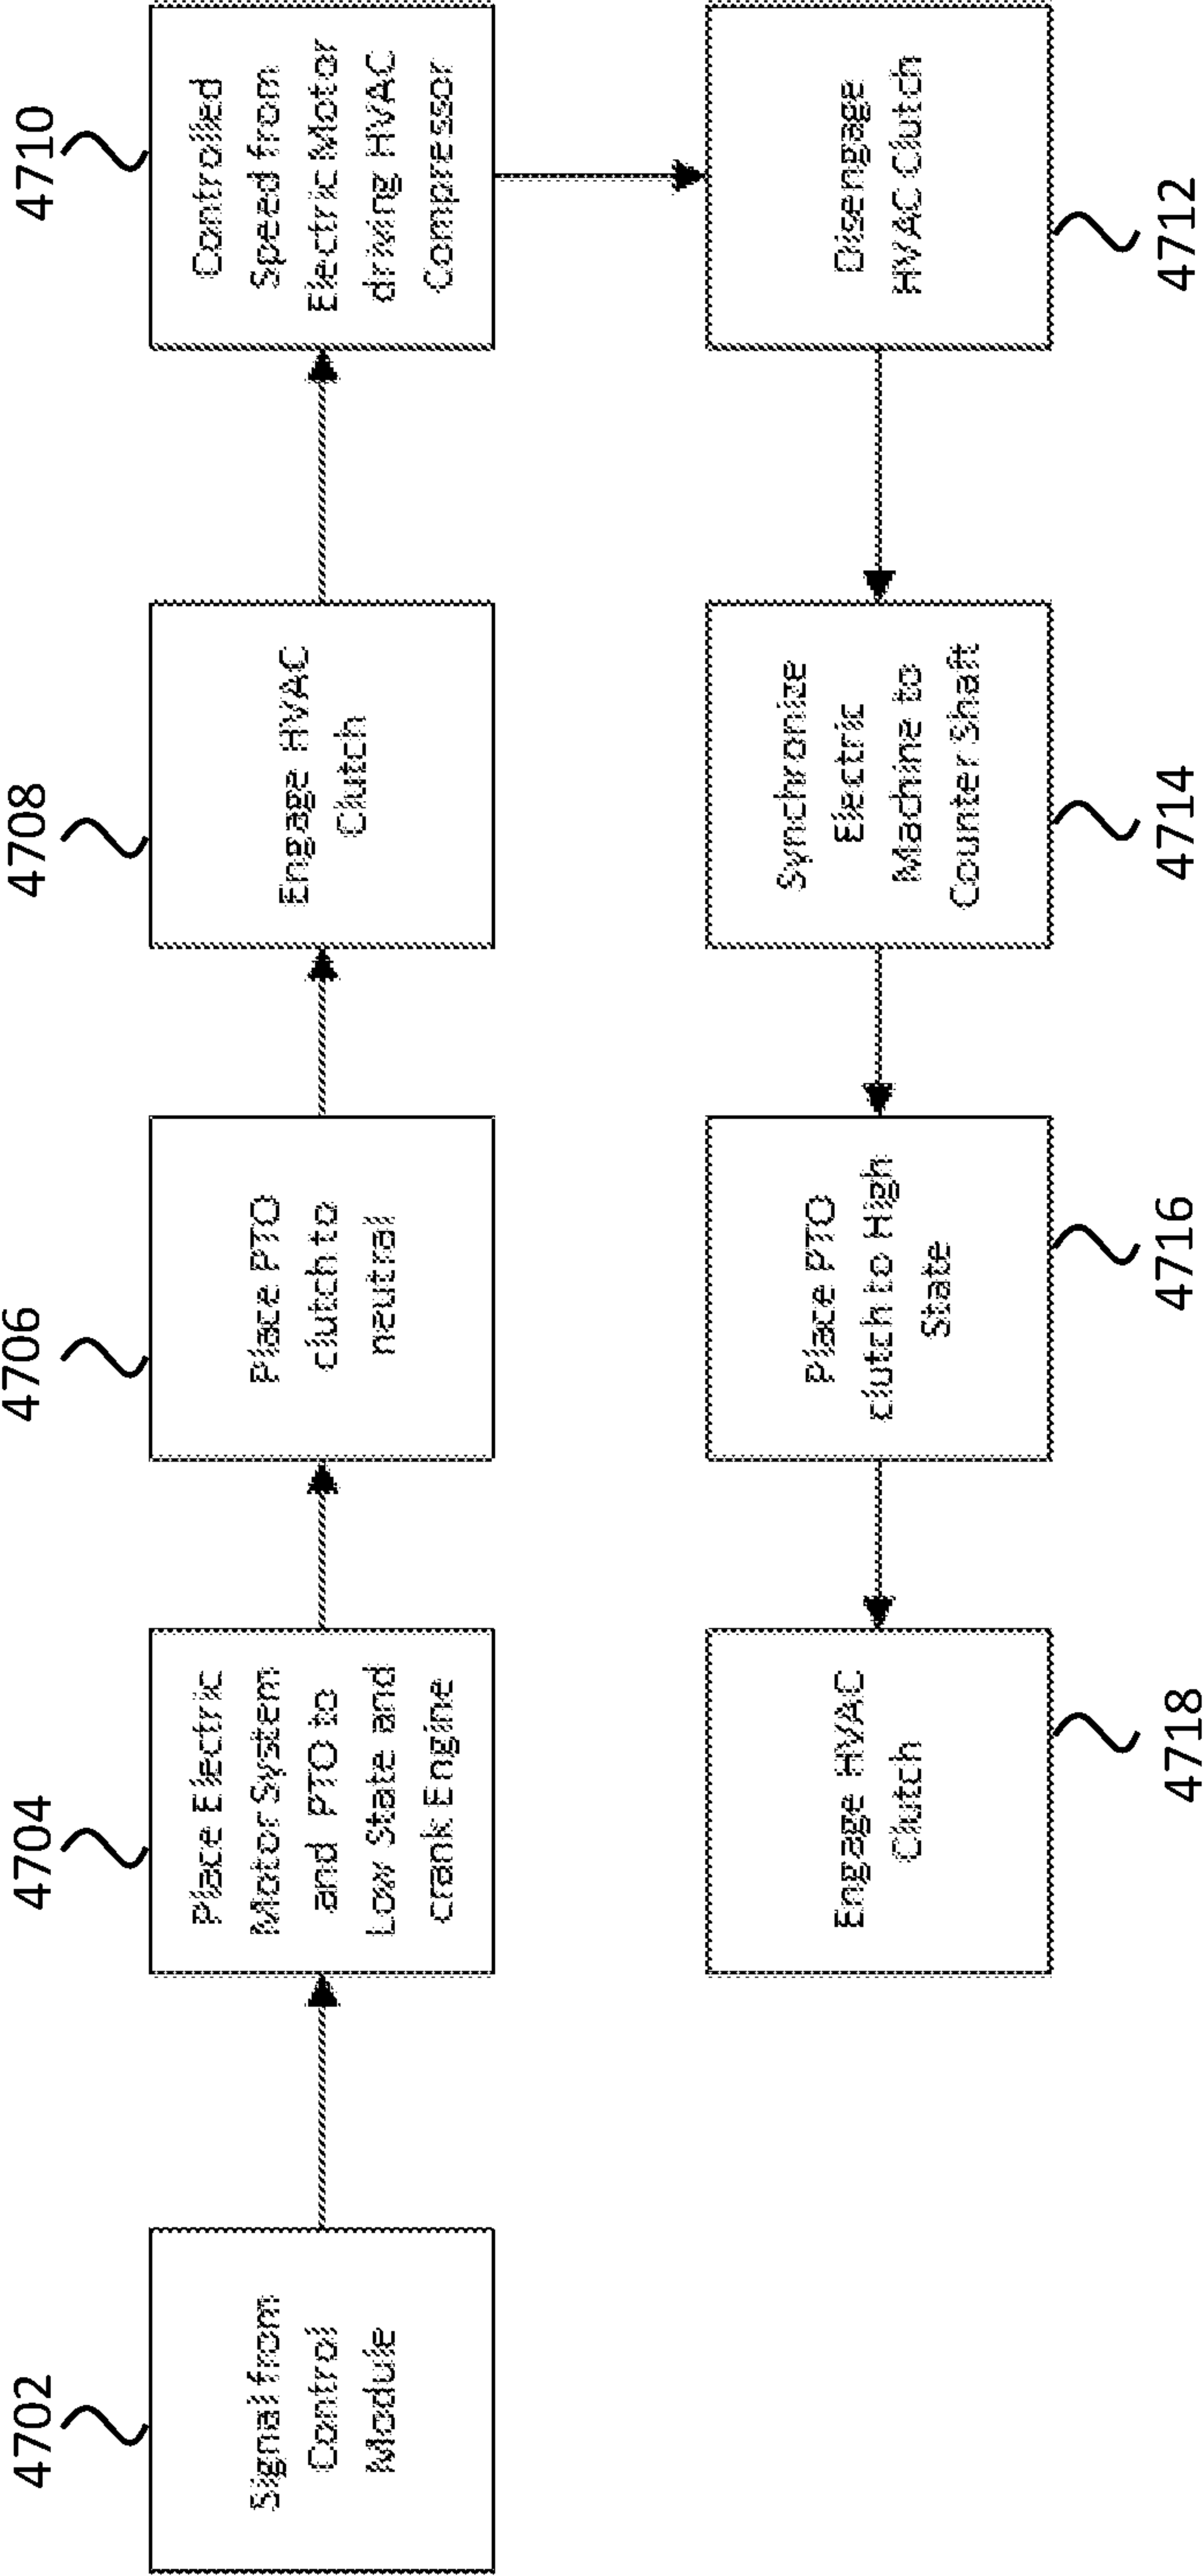 4702
Signal from
Control
Module
4704
Place Electric
Motor System
and PTO to
Low State and
crank Engine
4706
Place PTO
clutch to
neutral
4708
Engage HVAC
Clutch
4710
Controlled
Speed from
Electric Motor
driving HVAC
Compressor
Disengage
HVAC Clutch
4712
Synchronize
Electric
Machine to
Counter Shaft
4714
Place PTO
clutch to High
State
4716
Engage HVAC
Clutch
4718